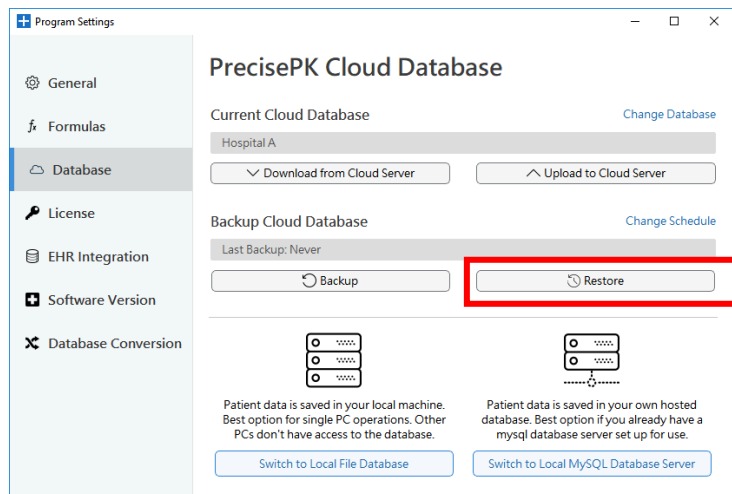 Program Settings
PrecisePK Cloud Database
General
Formulas
Database
License
EHR Integration
Software Version
Database Conversion
Current Cloud Database
Change Database
Hospital A
Download from Cloud Server
Upload to Cloud Server
Backup Cloud Database
Change Schedule
Last Backup: Never
Backup
Restore
Patient data is saved in your local machine.
Best option for single PC operations. Other
PCs don't have access to the database.
Switch to Local File Database
Patient data is saved in your own hosted
database. Best option if you already have a
mysql database server set up for use.
Switch to Local MySQL Database Server